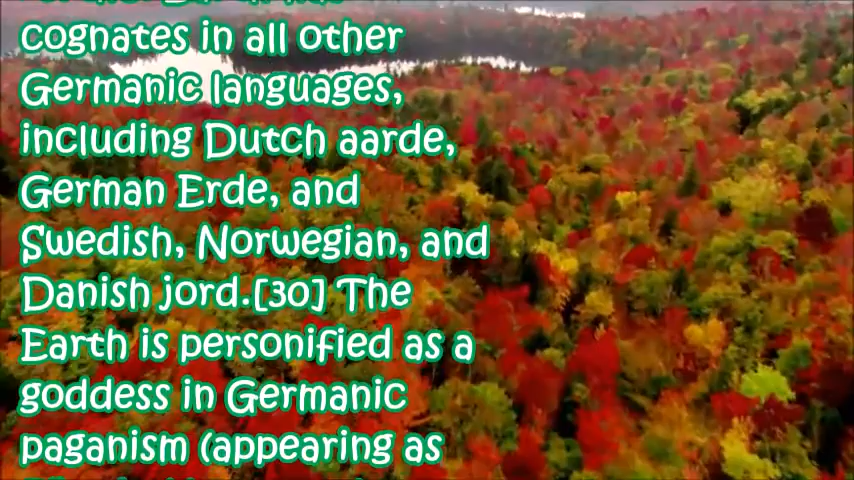 cognates in all other
Germanic languages,
including Dutch aarde,
German Erde, and
Swedish, Norwegian, and
Danish jord.[30] The
Earth is personified as a
goddess in Germanic
paganism (appearing as